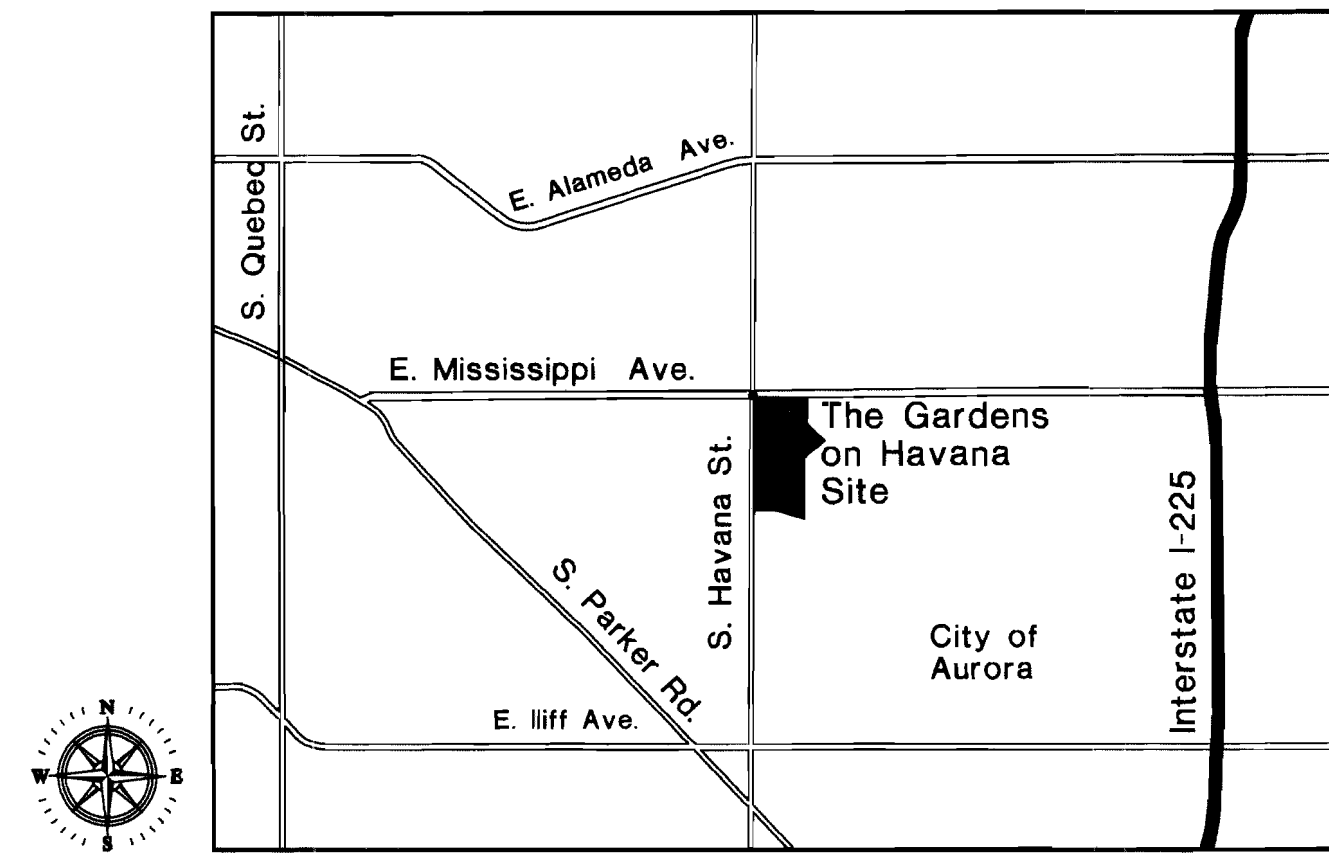 S. Quebec St.
E. Alameda Ave.
E. Mississippi Ave.
The Gardens
on Havana
Site
S. Havana St.
Interstate I-225
S. Parker Rd.
City of
Aurora
E. Iliff Ave.
N
W
E
S